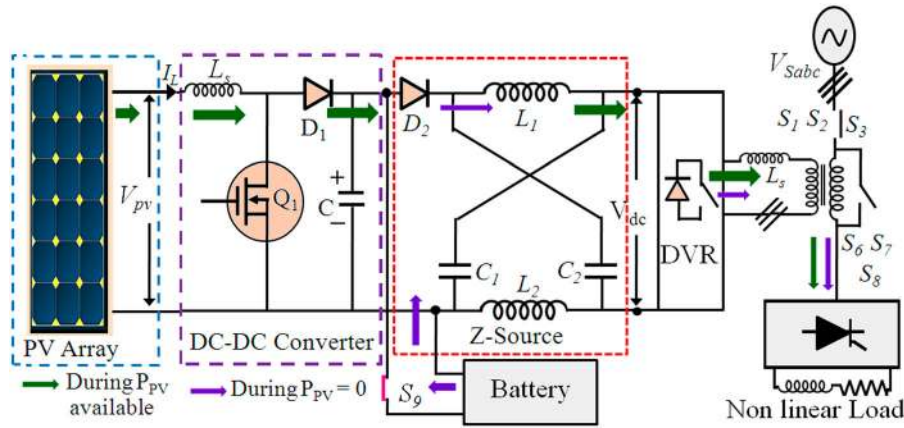 V_Sabc
I_L
L_s
D_1
D_2
L_1
S_1 S_2
S_3
V_pv
Q_1
+
C
−
V_dc
L_s
DVR
C_1
C_2
S_6 S_7
S_8
L_2
PV Array
DC-DC Converter
Z-Source
During P_PV
available
During P_PV = 0
S_9
Battery
Non linear Load